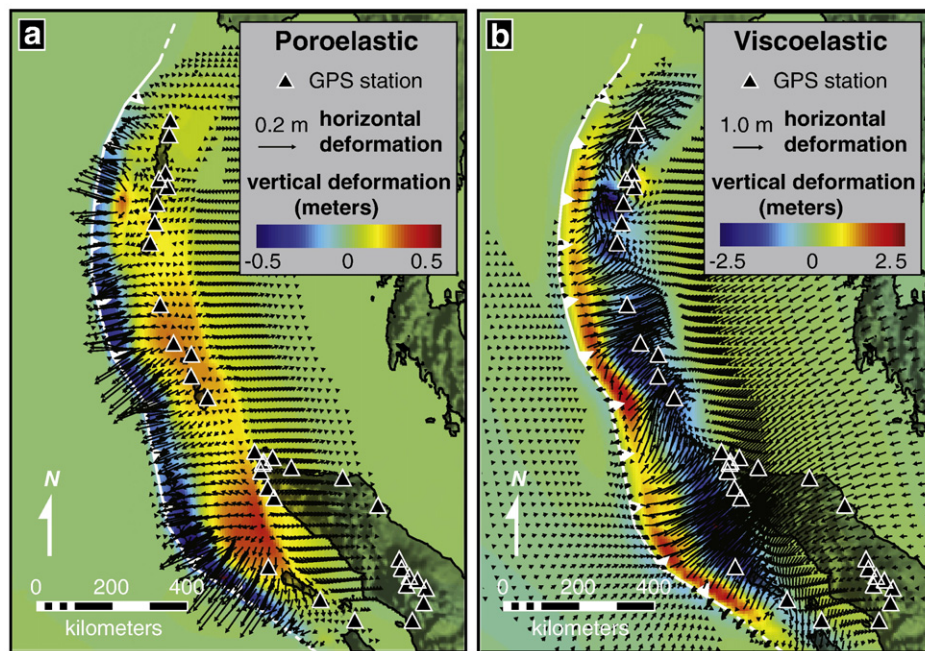 a
Poroelastic
GPS station
0.2 m horizontal
deformation
vertical deformation
(meters)
-0.5 0 0.5
N
0 200 400
kilometers
b
Viscoelastic
GPS station
1.0 m horizontal
deformation
vertical deformation
(meters)
-2.5 0 2.5
N
0 200 400
kilometers